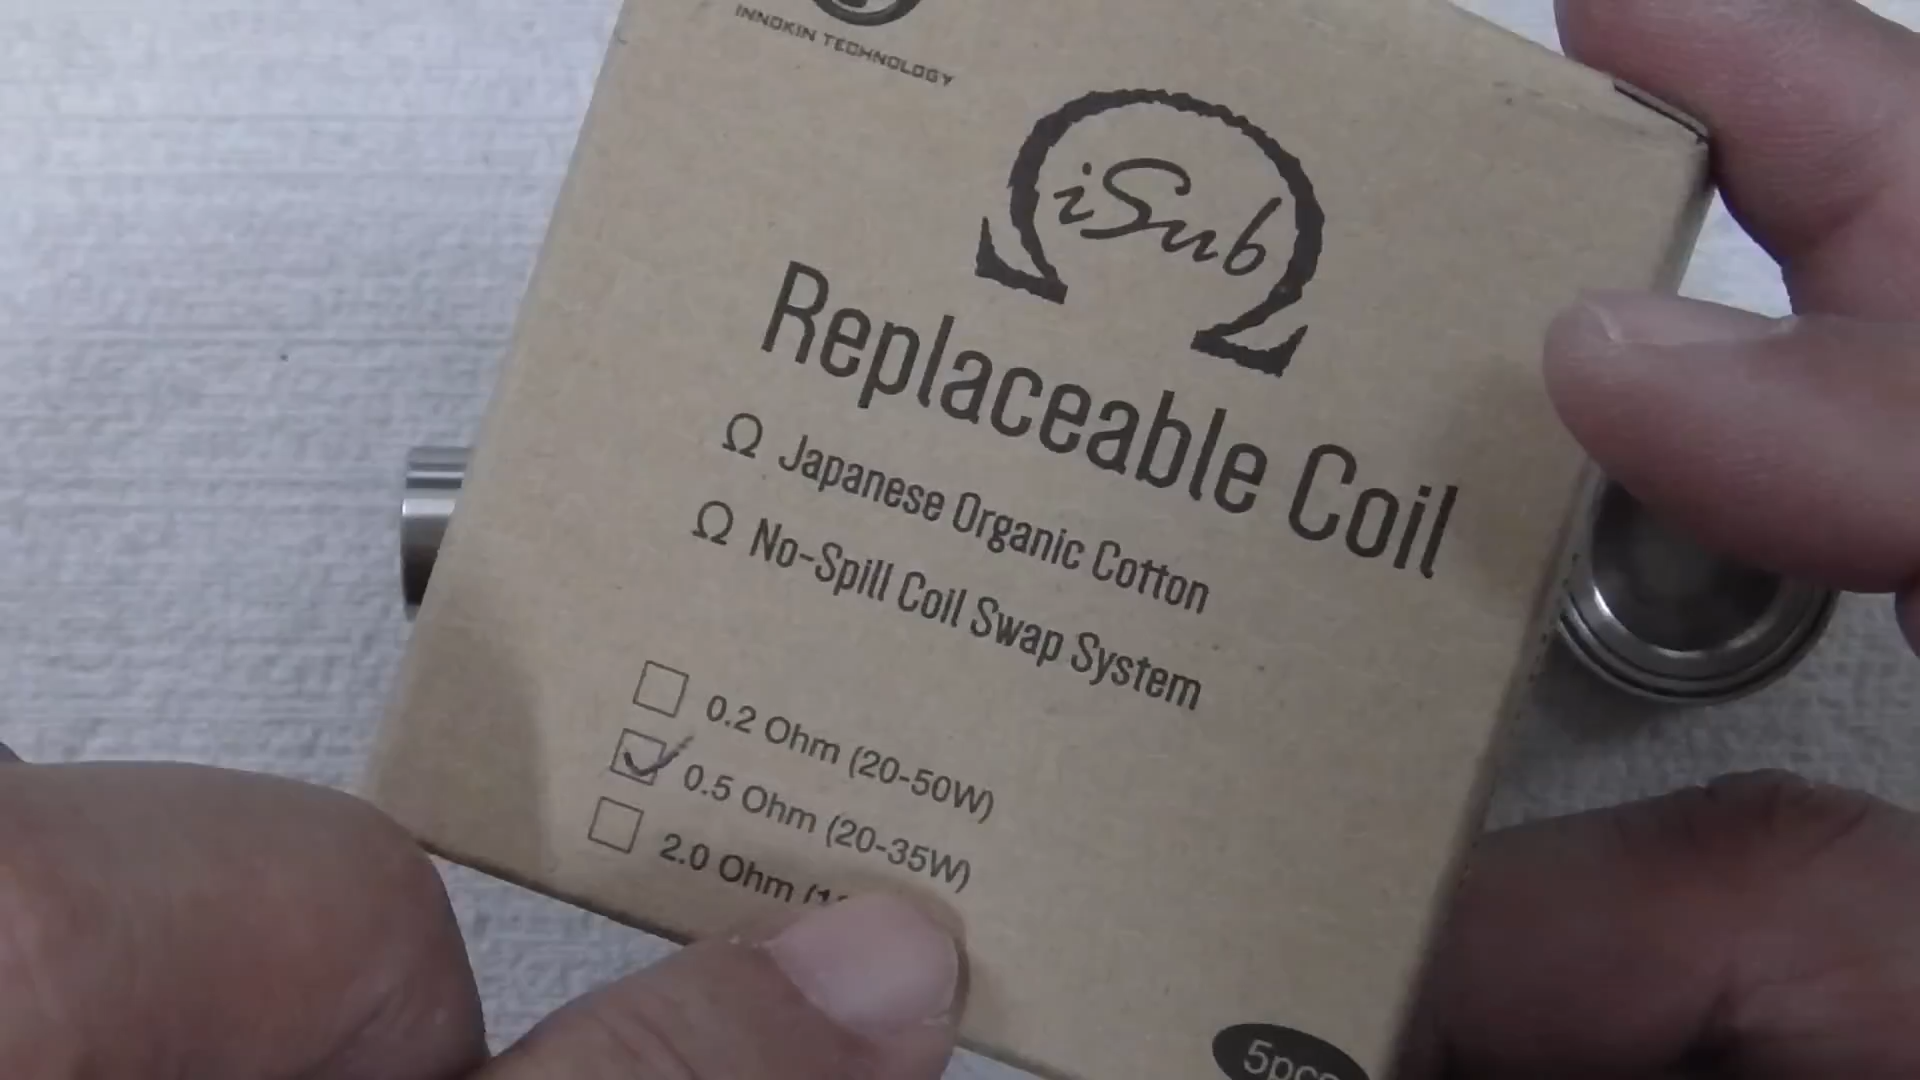 INNOKIN TECHNOLOGY
iSub
Replaceable Coil
Ω Japanese Organic Cotton
Ω No-Spill Coil Swap System
0.2 Ohm (20-50W)
0.5 Ohm (20-35W)
2.0 Ohm
5pcs